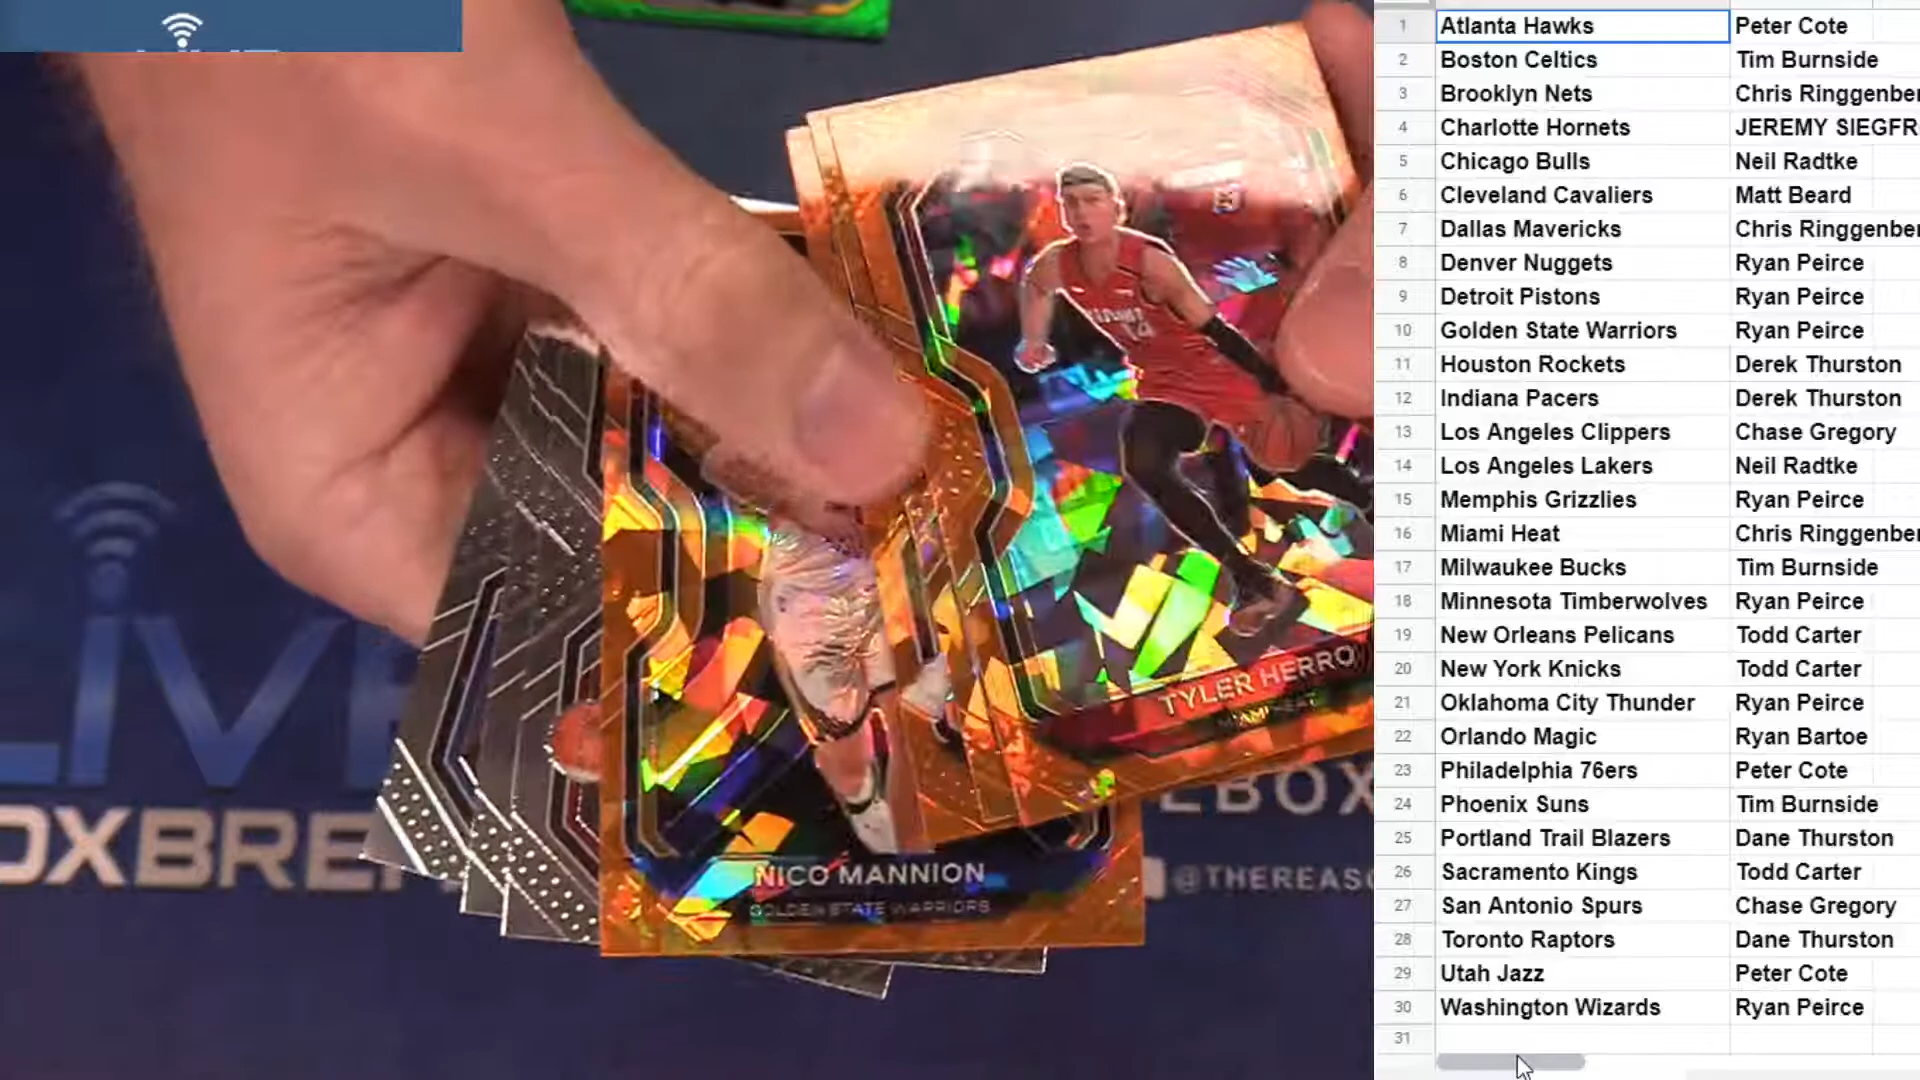 LIVE
OXBRE
EBOX
@THEREASO
TYLER HERRO
MIAMI HEAT
NICO MANNION
GOLDEN STATE WARRIORS
1 Atlanta Hawks Peter Cote
2 Boston Celtics Tim Burnside
3 Brooklyn Nets Chris Ringgenber
4 Charlotte Hornets JEREMY SIEGFR
5 Chicago Bulls Neil Radtke
6 Cleveland Cavaliers Matt Beard
7 Dallas Mavericks Chris Ringgenber
8 Denver Nuggets Ryan Peirce
9 Detroit Pistons Ryan Peirce
10 Golden State Warriors Ryan Peirce
11 Houston Rockets Derek Thurston
12 Indiana Pacers Derek Thurston
13 Los Angeles Clippers Chase Gregory
14 Los Angeles Lakers Neil Radtke
15 Memphis Grizzlies Ryan Peirce
16 Miami Heat Chris Ringgenber
17 Milwaukee Bucks Tim Burnside
18 Minnesota Timberwolves Ryan Peirce
19 New Orleans Pelicans Todd Carter
20 New York Knicks Todd Carter
21 Oklahoma City Thunder Ryan Peirce
22 Orlando Magic Ryan Bartoe
23 Philadelphia 76ers Peter Cote
24 Phoenix Suns Tim Burnside
25 Portland Trail Blazers Dane Thurston
26 Sacramento Kings Todd Carter
27 San Antonio Spurs Chase Gregory
28 Toronto Raptors Dane Thurston
29 Utah Jazz Peter Cote
30 Washington Wizards Ryan Peirce
31